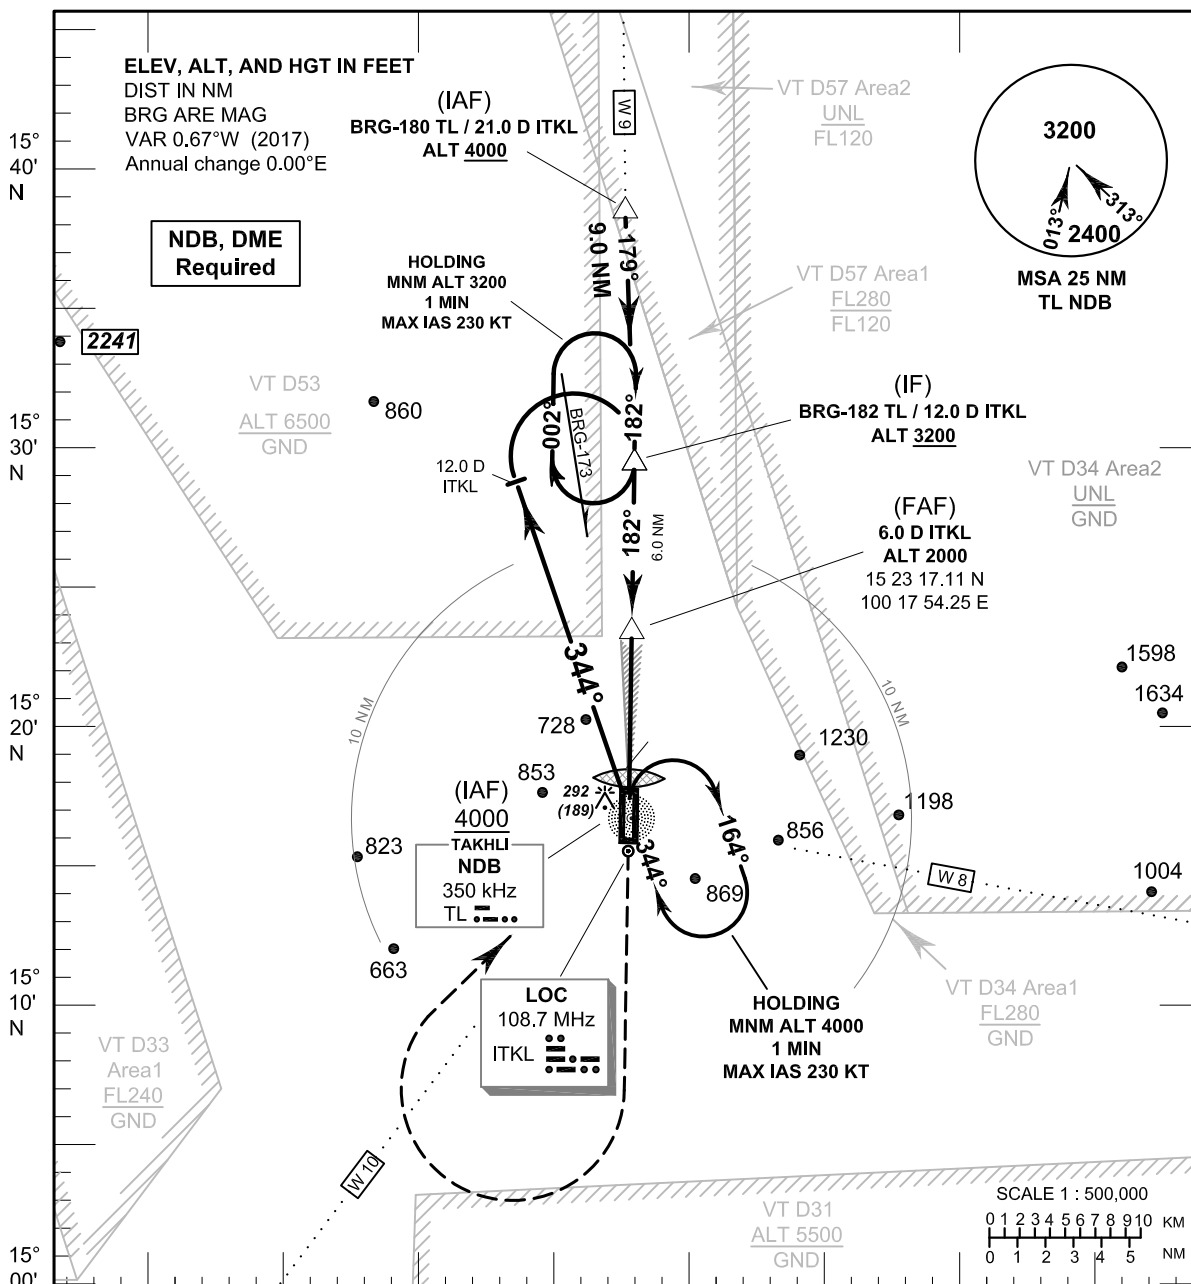 ELEV, ALT, AND HGT IN FEET
DIST IN NM
BRG ARE MAG
VAR 0.67°W (2017)
Annual change 0.00°E
NDB, DME
Required
(IAF)
BRG-180 TL / 21.0 D ITKL
ALT 4000
W 9
VT D57 Area2
UNL
FL120
3200
013°
313°
2400
MSA 25 NM
TL NDB
15°
40'
N
HOLDING
MNM ALT 3200
1 MIN
MAX IAS 230 KT
179°
9.0 NM
VT D57 Area1
FL280
FL120
2241
VT D53
ALT 6500
GND
860
(IF)
BRG-182 TL / 12.0 D ITKL
ALT 3200
15°
30'
N
002°
BRG-173
182°
12.0 D
ITKL
182°
6.0 NM
VT D34 Area2
UNL
GND
(FAF)
6.0 D ITKL
ALT 2000
15 23 17.11 N
100 17 54.25 E
344°
10 NM
10 NM
1598
1634
15°
20'
N
728
1230
853
292
(189)
(IAF)
4000
TAKHLI
NDB
350 kHz
TL
823
663
164°
344°
869
856
1198
W 8
1004
15°
10'
N
LOC
108.7 MHz
ITKL
HOLDING
MNM ALT 4000
1 MIN
MAX IAS 230 KT
VT D34 Area1
FL280
GND
VT D33
Area1
FL240
GND
W 10
VT D31
ALT 5500
GND
SCALE 1 : 500,000
0 1 2 3 4 5 6 7 8 9 10 KM
0 1 2 3 4 5 NM
15°
00'